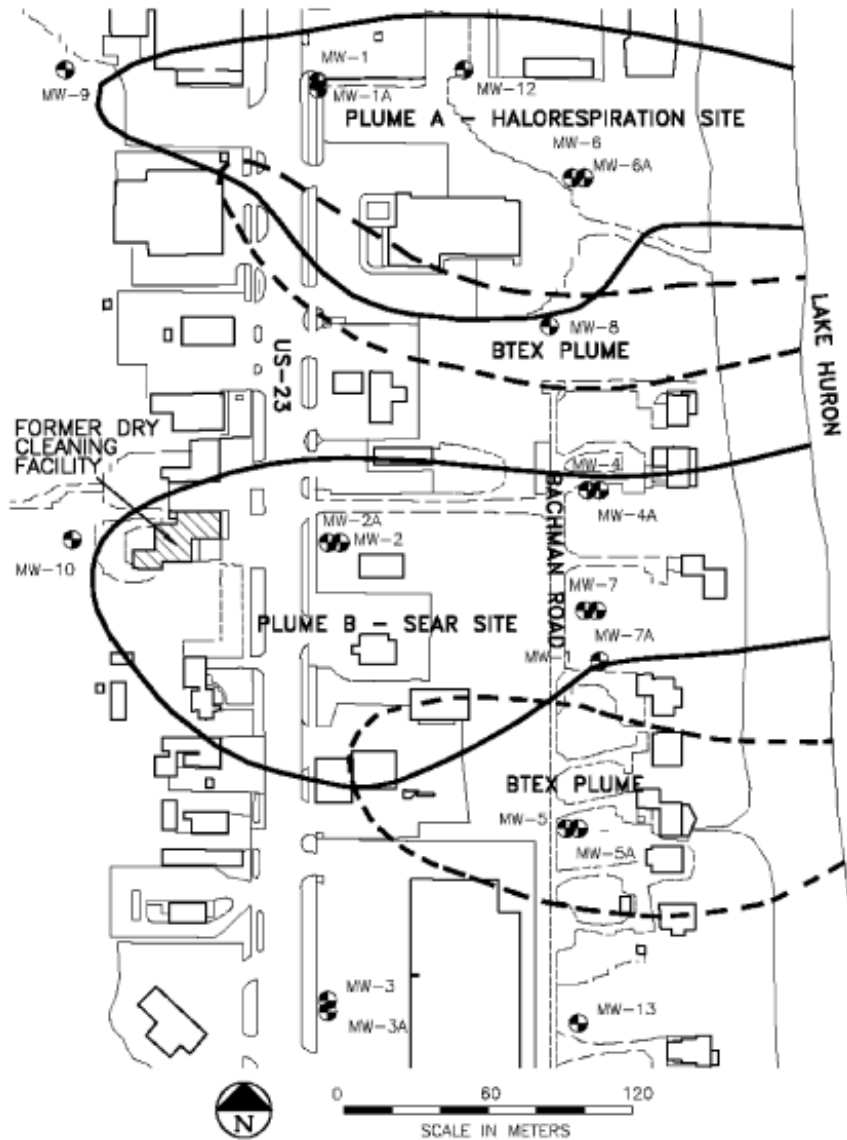 MW-1
MW-9
MW-1A
MW-12
PLUME A - HALORESPIRATION SITE
MW-6
MW-6A
MW-8
BTEX PLUME
US-23
LAKE HURON
FORMER DRY
CLEANING
FACILITY
MW-4
MW-4A
BACHMAN ROAD
MW-2A
MW-2
MW-10
MW-7
PLUME B - SEAR SITE
MW-7A
MW-1
BTEX PLUME
MW-5
MW-5A
MW-3
MW-3A
MW-13
N
0 60 120
SCALE IN METERS